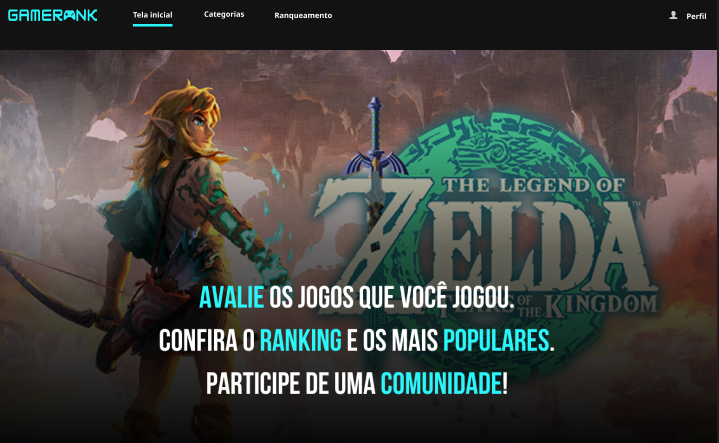 GAMERANK
Tela inicial
Categorias
Ranqueamento
Perfil
THE LEGEND OF
ZELDA
TEARS OF THE KINGDOM
AVALIE OS JOGOS QUE VOCÊ JOGOU.
CONFIRA O RANKING E OS MAIS POPULARES.
PARTICIPE DE UMA COMUNIDADE!